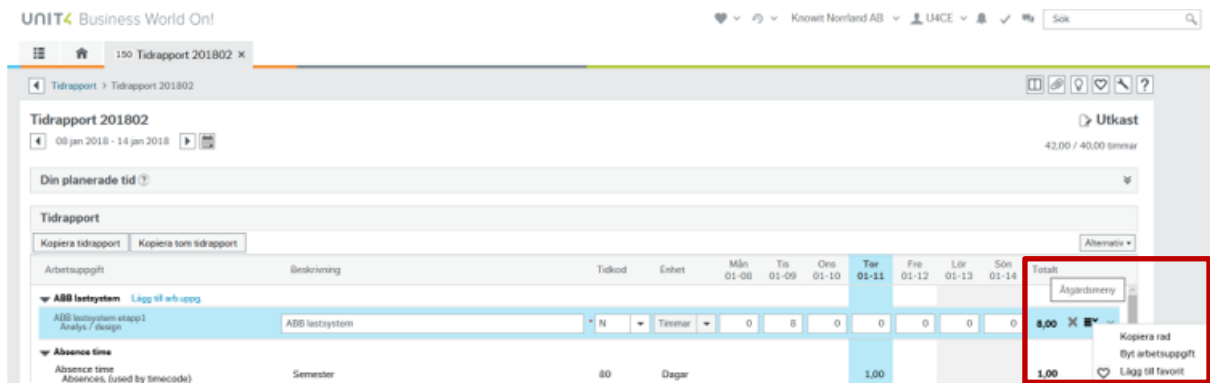 UNIT4 Business World On!
Knowit Norrland AB
U4CE
Sök
150 Tidrapport 201802 ×
Tidrapport > Tidrapport 201802
?
Tidrapport 201802
Utkast
08 jan 2018 - 14 jan 2018
42,00 / 40,00 timmar
Din planerade tid ?
Tidrapport
Kopiera tidrapport Kopiera tom tidrapport Alternativ
Arbetsuppgift Beskrivning Tidkod Enhet Mån 01-08 Tis 01-09 Ons 01-10 Tor 01-11 Fre 01-12 Lör 01-13 Sön 01-14 Totalt
Åtgärdsmeny
ABB lastsystem Lägg till arb.uppg.
ABB lastsystem etapp1
Analys / design
ABB lastsystem * N Timmar 0 8 0 0 0 0 0 8,00
Kopiera rad
Absence time
Byt arbetsuppgift
Absence time
Absences, (used by timecode)
Semester 80 Dagar 1,00 1,00
Lägg till favorit